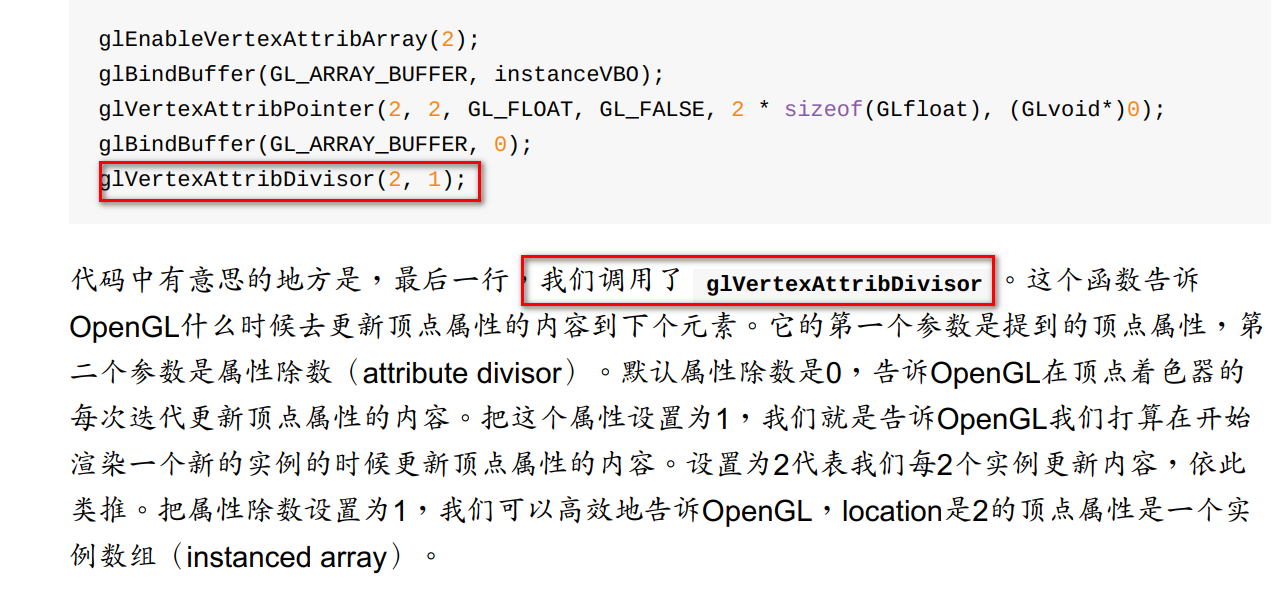 glEnableVertexAttribArray(2);
glBindBuffer(GL_ARRAY_BUFFER, instanceVBO);
glVertexAttribPointer(2, 2, GL_FLOAT, GL_FALSE, 2 * sizeof(GLfloat), (GLvoid*)0);
glBindBuffer(GL_ARRAY_BUFFER, 0);
glVertexAttribDivisor(2, 1);
代码中有意思的地方是，最后一行，我们调用了 glVertexAttribDivisor 。这个函数告诉
OpenGL什么时候去更新顶点属性的内容到下个元素。它的第一个参数是提到的顶点属性，第
二个参数是属性除数（attribute divisor）。默认属性除数是0，告诉OpenGL在顶点着色器的
每次迭代更新顶点属性的内容。把这个属性设置为1，我们就是告诉OpenGL我们打算在开始
渲染一个新的实例的时候更新顶点属性的内容。设置为2代表我们每2个实例更新内容，依此
类推。把属性除数设置为1，我们可以高效地告诉OpenGL，location是2的顶点属性是一个实
例数组（instanced array）。